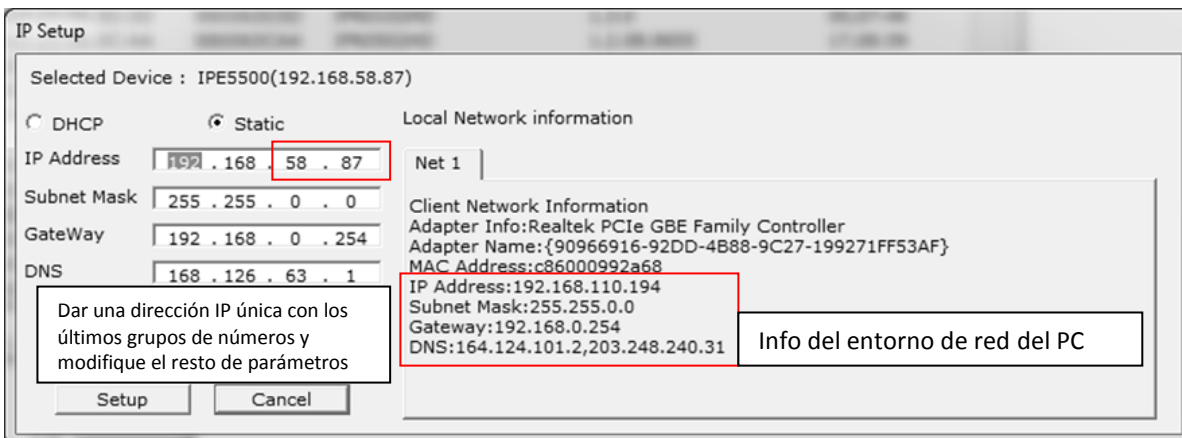 IP Setup
Selected Device : IPE5500(192.168.58.87)
DHCP
Static
IP Address 192 . 168 . 58 . 87
Subnet Mask 255 . 255 . 0 . 0
GateWay 192 . 168 . 0 . 254
DNS 168 . 126 . 63 . 1
Dar una dirección IP única con los
últimos grupos de números y
modifique el resto de parámetros
Setup
Cancel
Local Network information
Net 1
Client Network Information
Adapter Info:Realtek PCIe GBE Family Controller
Adapter Name:{90966916-92DD-4B88-9C27-199271FF53AF}
MAC Address:c86000992a68
IP Address:192.168.110.194
Subnet Mask:255.255.0.0
Gateway:192.168.0.254
DNS:164.124.101.2,203.248.240.31
Info del entorno de red del PC